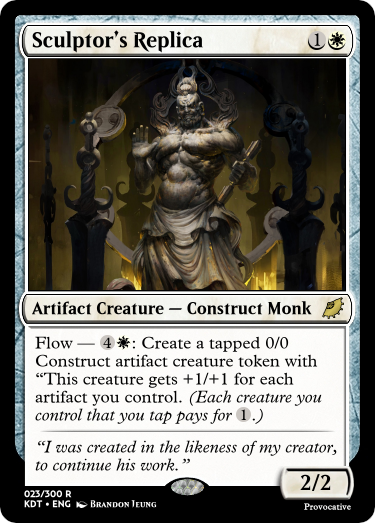 Sculptor's Replica 1
Artifact Creature — Construct Monk
Flow — 4: Create a tapped 0/0
Construct artifact creature token with
“This creature gets +1/+1 for each
artifact you control. (Each creature you
control that you tap pays for 1.)
“I was created in the likeness of my creator,
to continue his work.”
2/2
023/300 R
KDT • ENG Brandon Jeung
Provocative